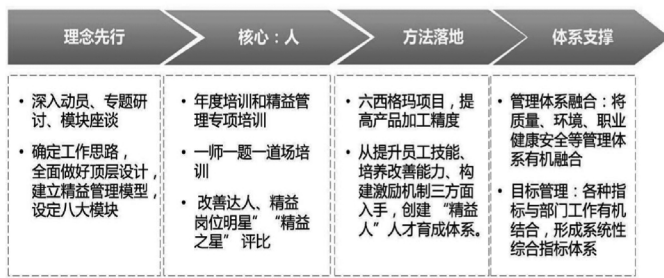 理念先行
核心：人
方法落地
体系支撑
• 深入动员、专题研
讨、模块座谈
• 确定工作思路，
全面做好顶层设计，
建立精益管理模型，
设定八大模块
• 年度培训和精益管
理专项培训
• 一师一题一道场培
训
• 改善达人、精益
岗位明星” “精益
之星” 评比
• 六西格玛项目，提
高产品加工精度
• 从提升员工技能、
培养改善能力、构
建激励机制三方面
入手，创建 “精益
人”人才育成体系。
• 管理体系融合：将
质量、环境、职业
健康安全等管理体
系有机融合
• 目标管理：各种指
标与部门工作有机
结合，形成系统性
综合指标体系